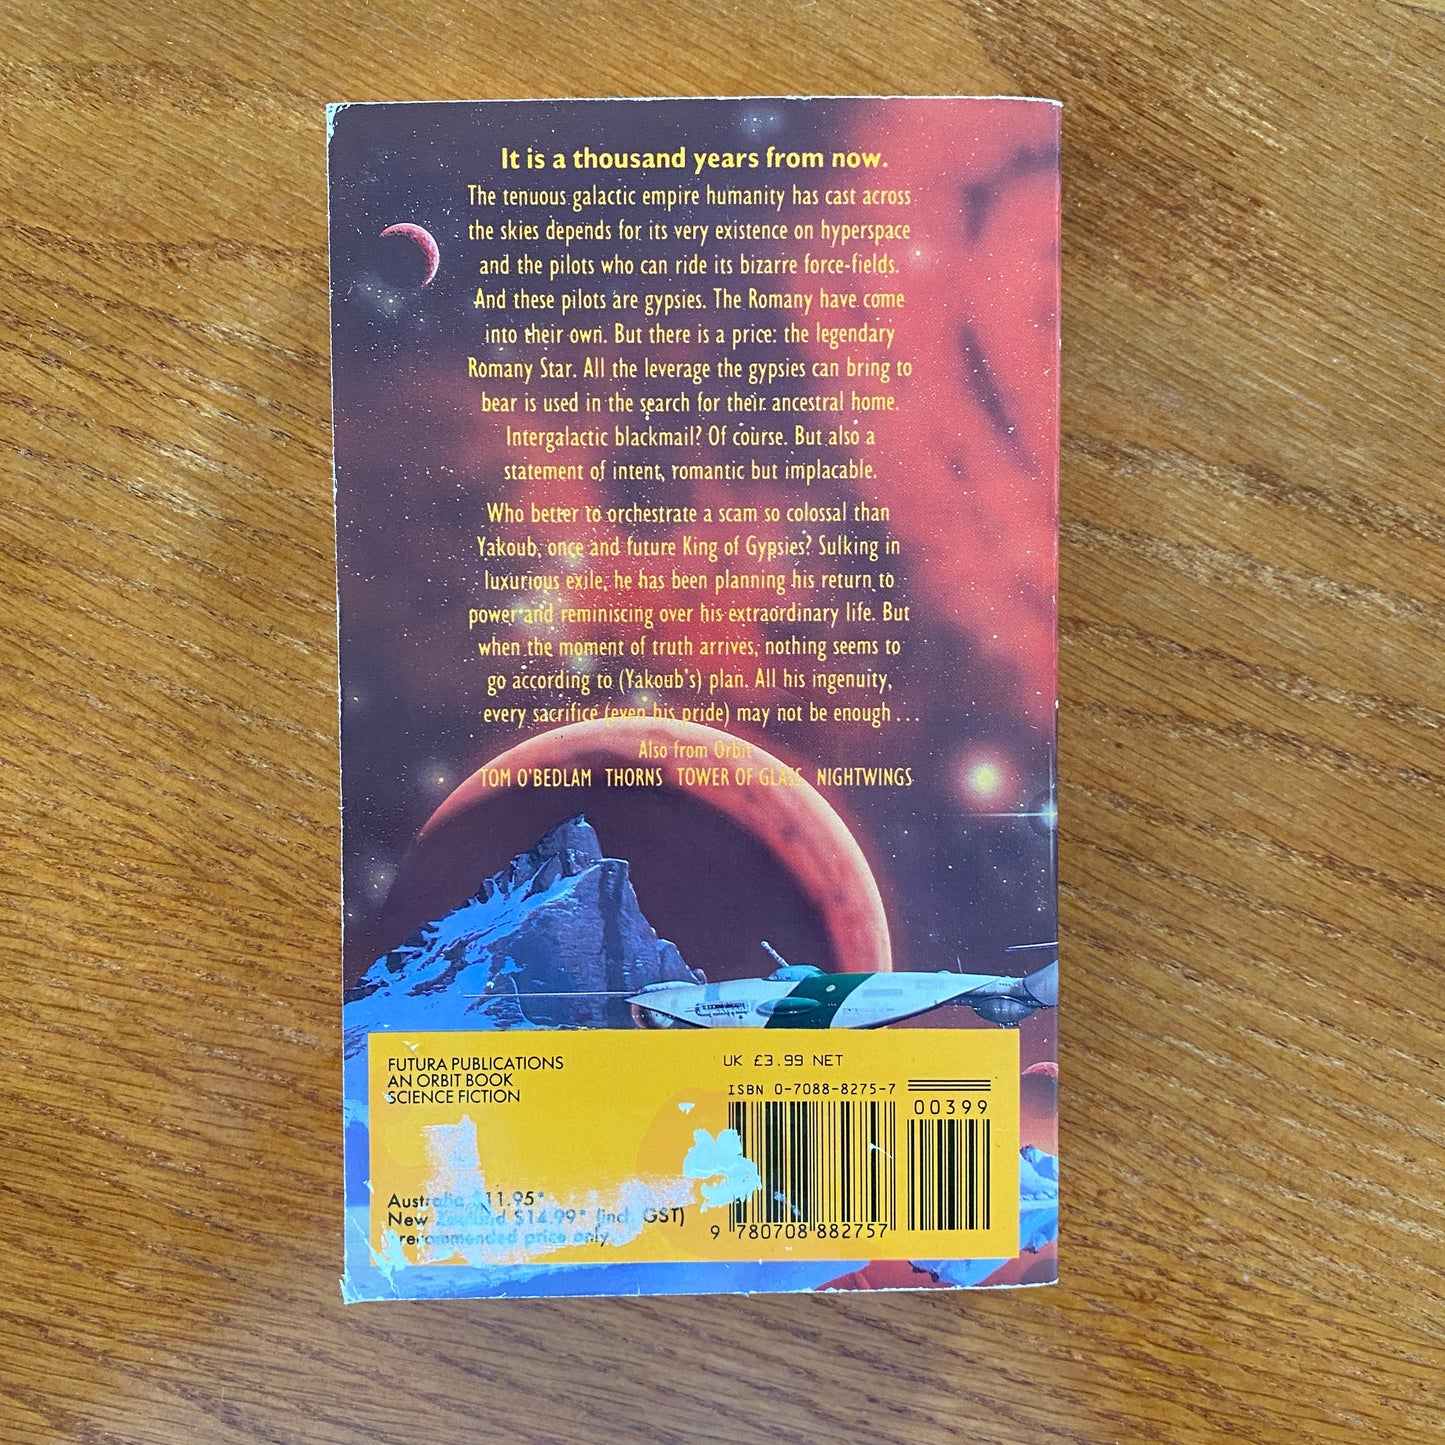 It is a thousand years from now.
The tenuous galactic empire humanity has cast across
the skies depends for its very existence on hyperspace
and the pilots who can ride its bizarre force-fields.
And these pilots are gypsies. The Romany have come
into their own. But there is a price: the legendary
Romany Star. All the leverage the gypsies can bring to
bear is used in the search for their ancestral home.
Intergalactic blackmail? Of course. But also a
statement of intent, romantic but implacable.
Who better to orchestrate a scam so colossal than
Yakoub, once and future King of Gypsies? Sulking in
luxurious exile, he has been planning his return to
power and reminiscing over his extraordinary life. But
when the moment of truth arrives, nothing seems to
go according to (Yakoub's) plan. All his ingenuity,
every sacrifice (even his pride) may not be enough...
Also from Orbit
TOM O'BEDLAM THORNS TOWER OF GLASS NIGHTWINGS
FUTURA PUBLICATIONS
AN ORBIT BOOK
SCIENCE FICTION
UK £3.99 NET
ISBN 0-7088-8275-7
00399
Australia $11.95*
New Zealand $14.99* (incl. GST)
*recommended price only
9 780708 882757